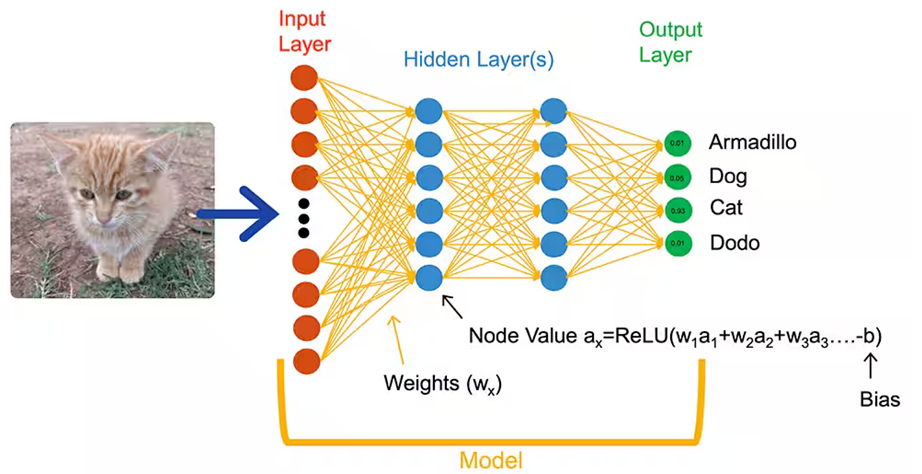 Input
Layer
Hidden Layer(s)
Output
Layer
0.01 Armadillo
0.05 Dog
0.93 Cat
0.01 Dodo
Node Value aₓ=ReLU(w₁a₁+w₂a₂+w₃a₃....-b)
Weights (wₓ)
Bias
Model